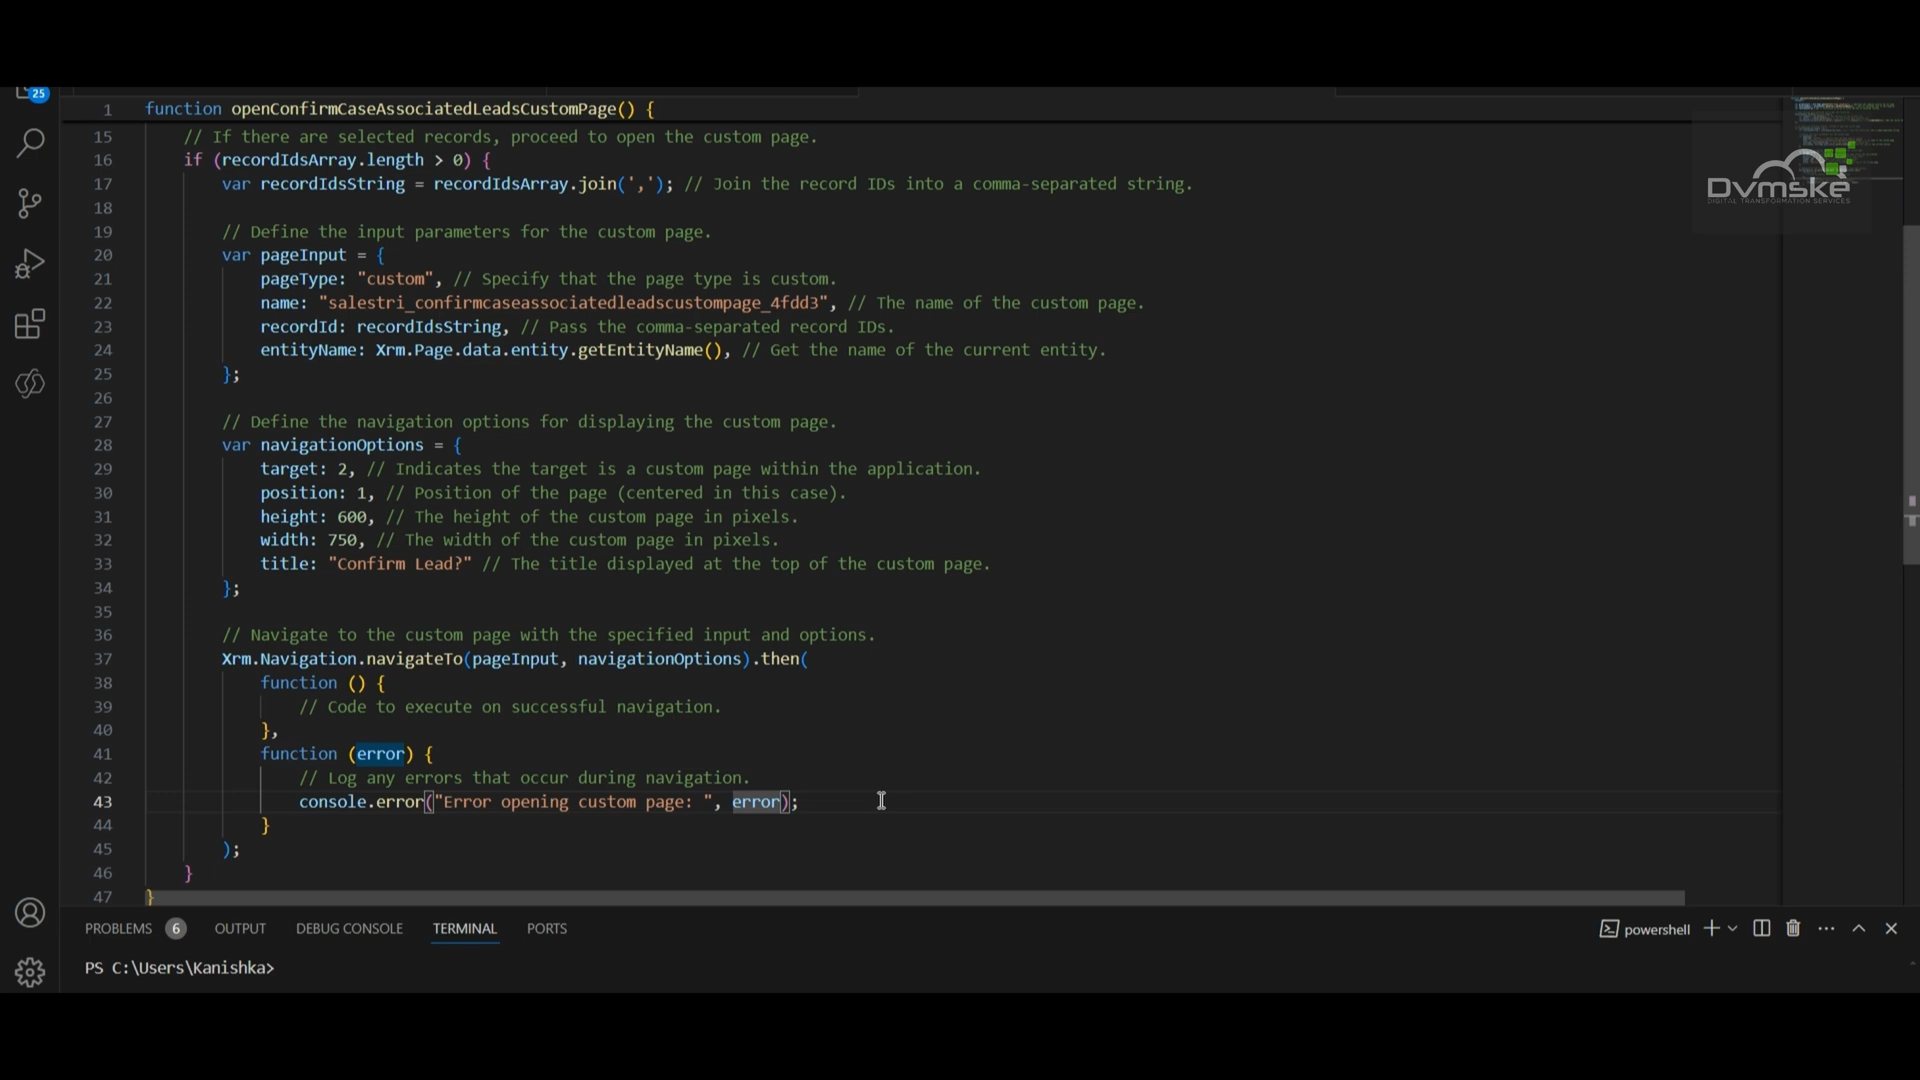 25
1 function openConfirmCaseAssociatedLeadsCustomPage() {
15 // If there are selected records, proceed to open the custom page.
16 if (recordIdsArray.length > 0) {
17 var recordIdsString = recordIdsArray.join(','); // Join the record IDs into a comma-separated string.
18
19 // Define the input parameters for the custom page.
20 var pageInput = {
21 pageType: "custom", // Specify that the page type is custom.
22 name: "salestri_confirmcaseassociatedleadscustompage_4fdd3", // The name of the custom page.
23 recordId: recordIdsString, // Pass the comma-separated record IDs.
24 entityName: Xrm.Page.data.entity.getEntityName(), // Get the name of the current entity.
25 };
26
27 // Define the navigation options for displaying the custom page.
28 var navigationOptions = {
29 target: 2, // Indicates the target is a custom page within the application.
30 position: 1, // Position of the page (centered in this case).
31 height: 600, // The height of the custom page in pixels.
32 width: 750, // The width of the custom page in pixels.
33 title: "Confirm Lead?" // The title displayed at the top of the custom page.
34 };
35
36 // Navigate to the custom page with the specified input and options.
37 Xrm.Navigation.navigateTo(pageInput, navigationOptions).then(
38 function () {
39 // Code to execute on successful navigation.
40 },
41 function (error) {
42 // Log any errors that occur during navigation.
43 console.error("Error opening custom page: ", error);
44 }
45 );
46 }
47 }
Dvmske
DIGITAL TRANSFORMATION SERVICES
PROBLEMS 6 OUTPUT DEBUG CONSOLE TERMINAL PORTS powershell
PS C:\Users\Kanishka>